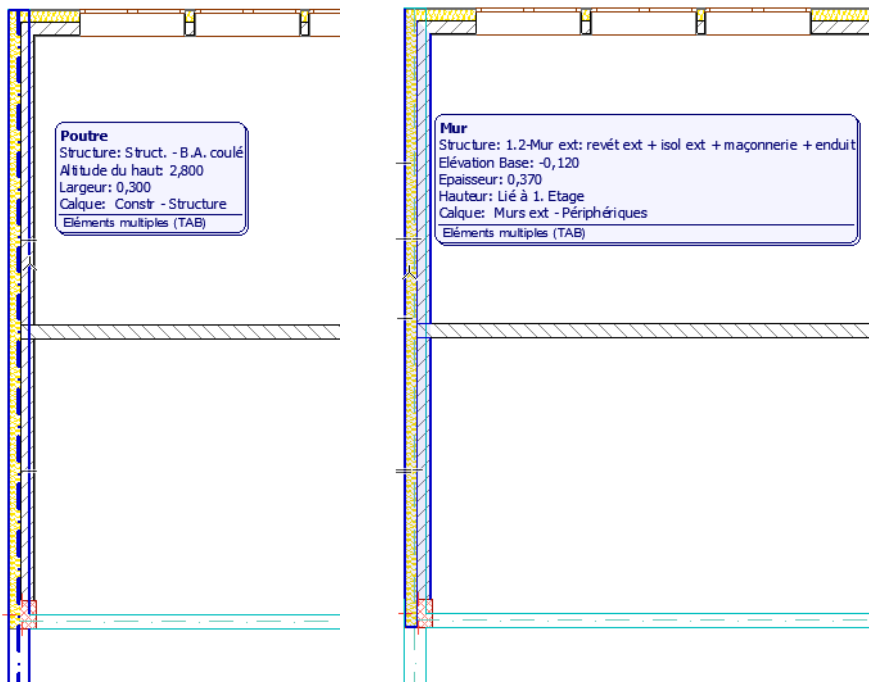 Poutre
Structure: Struct. - B.A. coulé
Altitude du haut: 2,800
Largeur: 0,300
Calque: Constr - Structure
Eléments multiples (TAB)
Mur
Structure: 1.2-Mur ext: revét ext + isol ext + maçonnerie + enduit
Elévation Base: -0,120
Epaisseur: 0,370
Hauteur: Lié à 1. Etage
Calque: Murs ext - Périphériques
Eléments multiples (TAB)